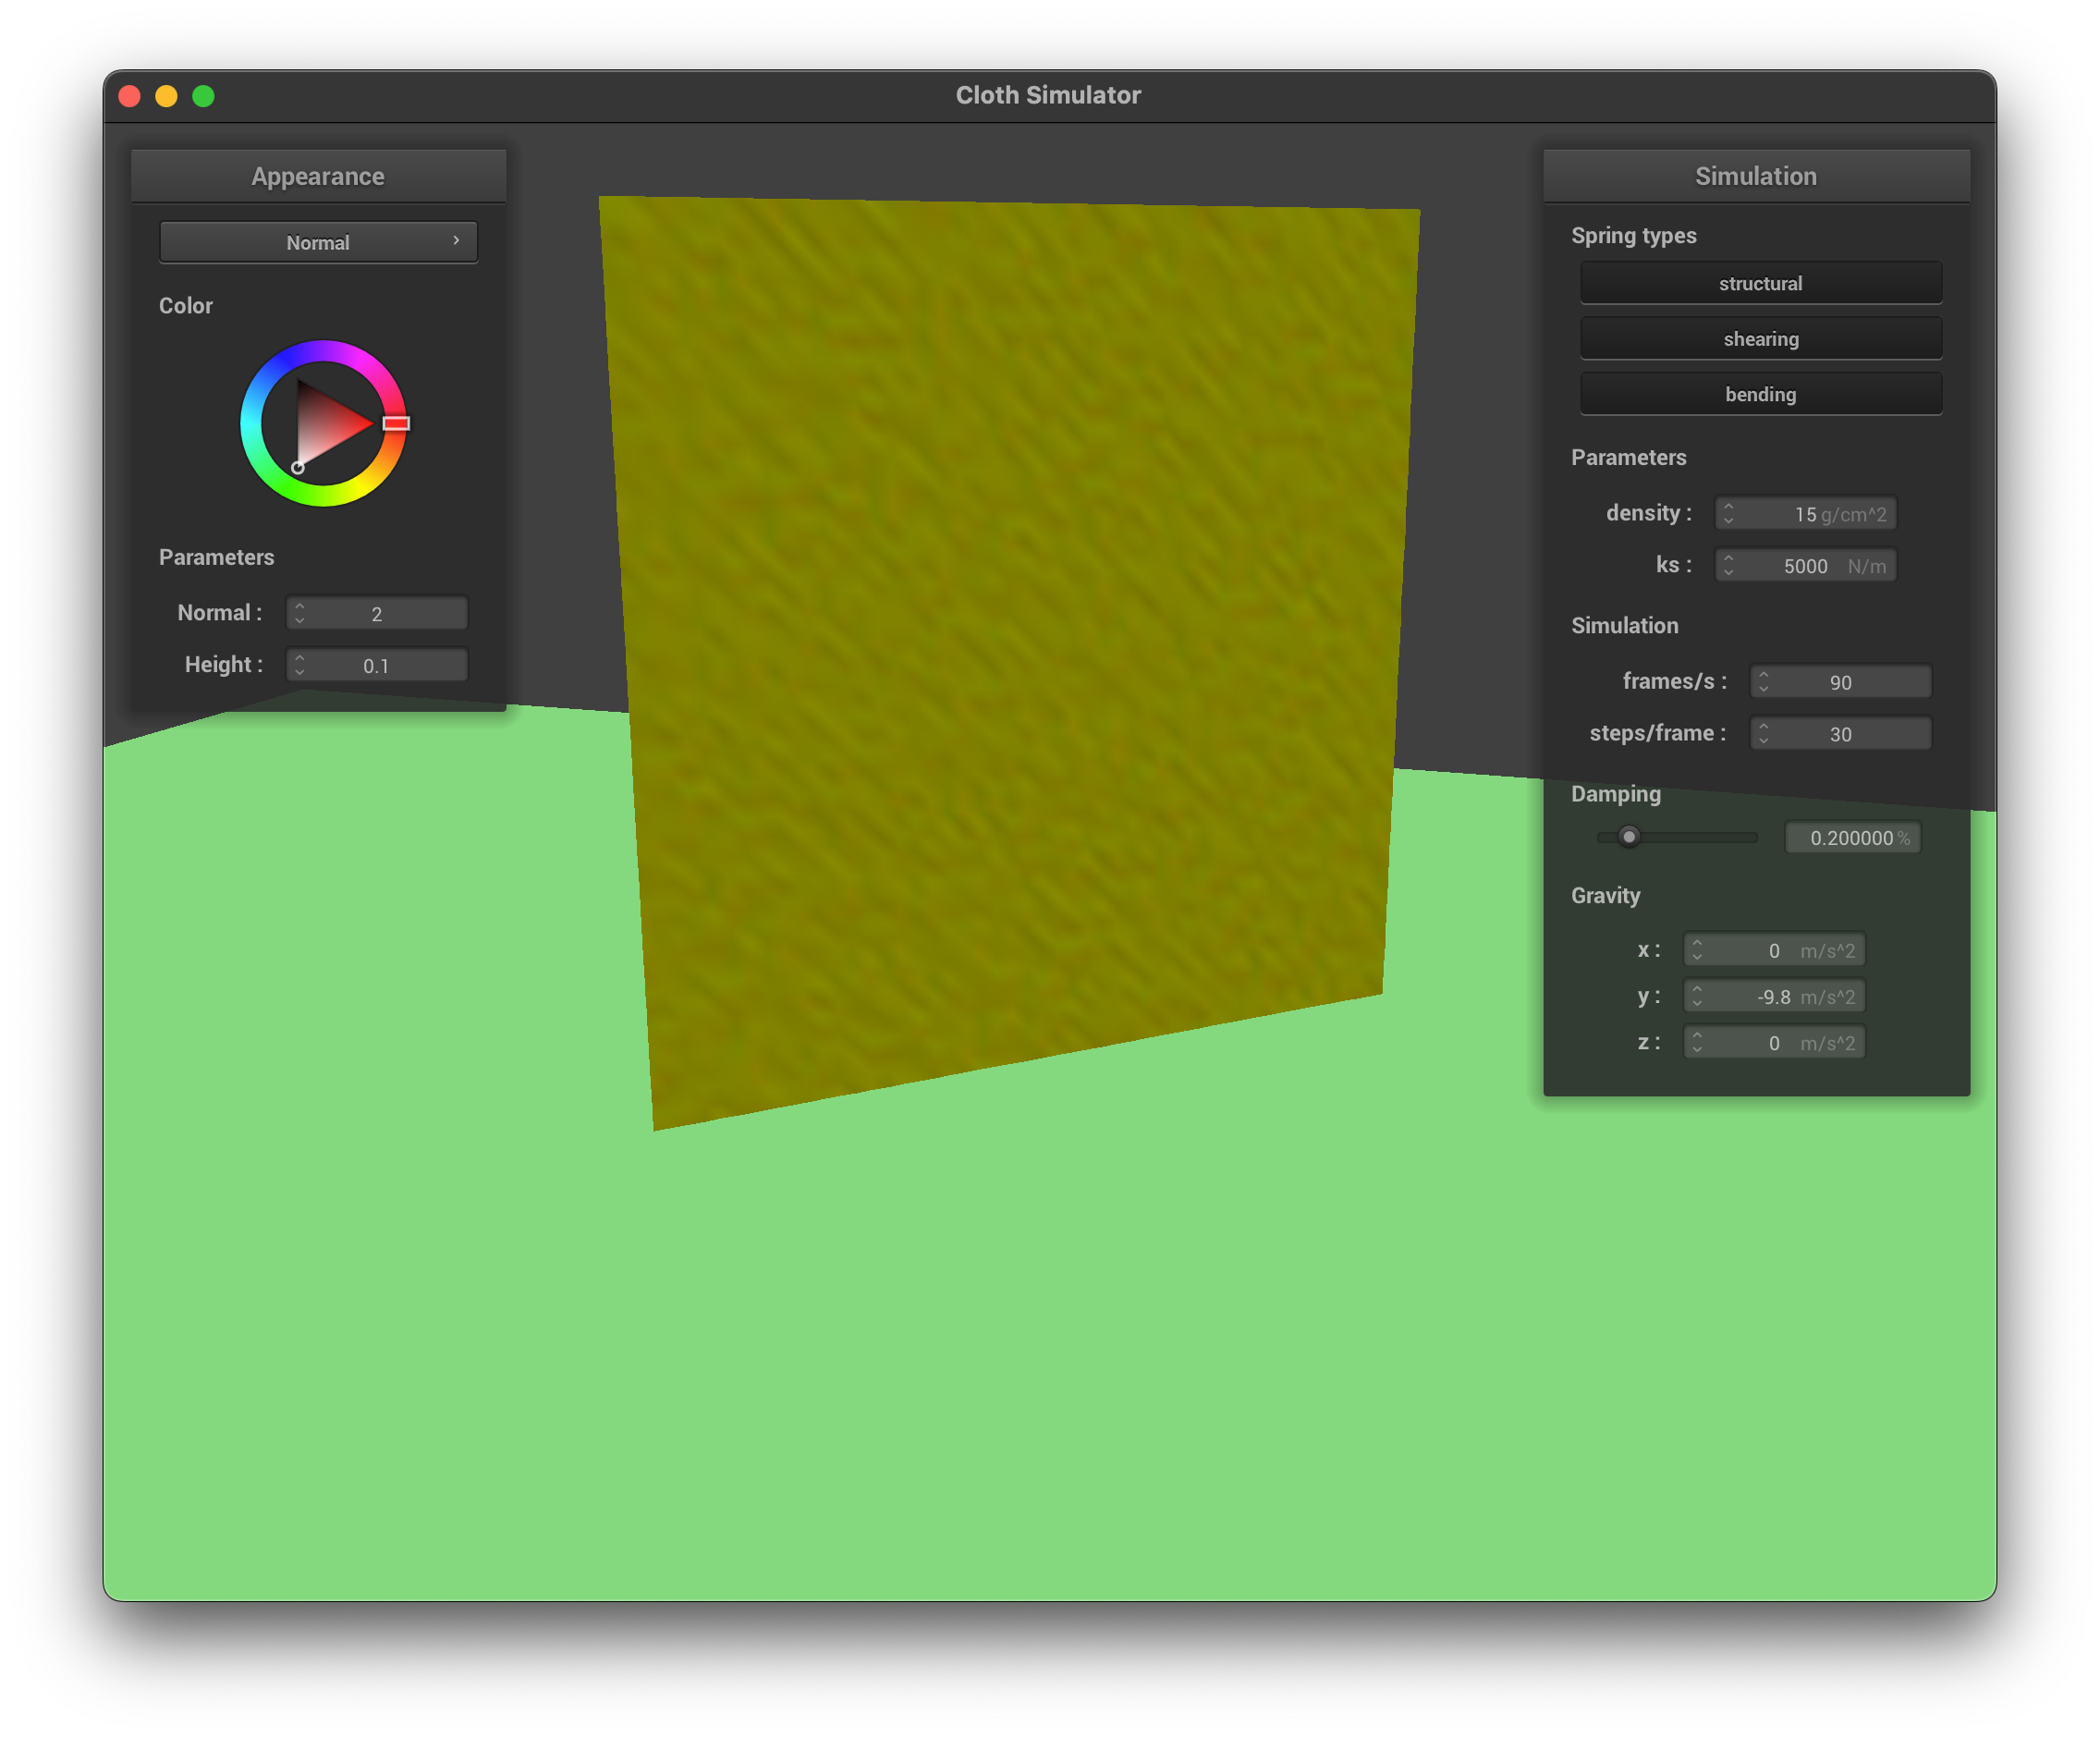 Cloth Simulator
Appearance
Normal
Color
Parameters
Normal : 2
Height : 0.1
Simulation
Spring types
structural
shearing
bending
Parameters
density : 15 g/cm^2
ks : 5000 N/m
Simulation
frames/s : 90
steps/frame : 30
Damping
0.200000 %
Gravity
x : 0 m/s^2
y : -9.8 m/s^2
z : 0 m/s^2